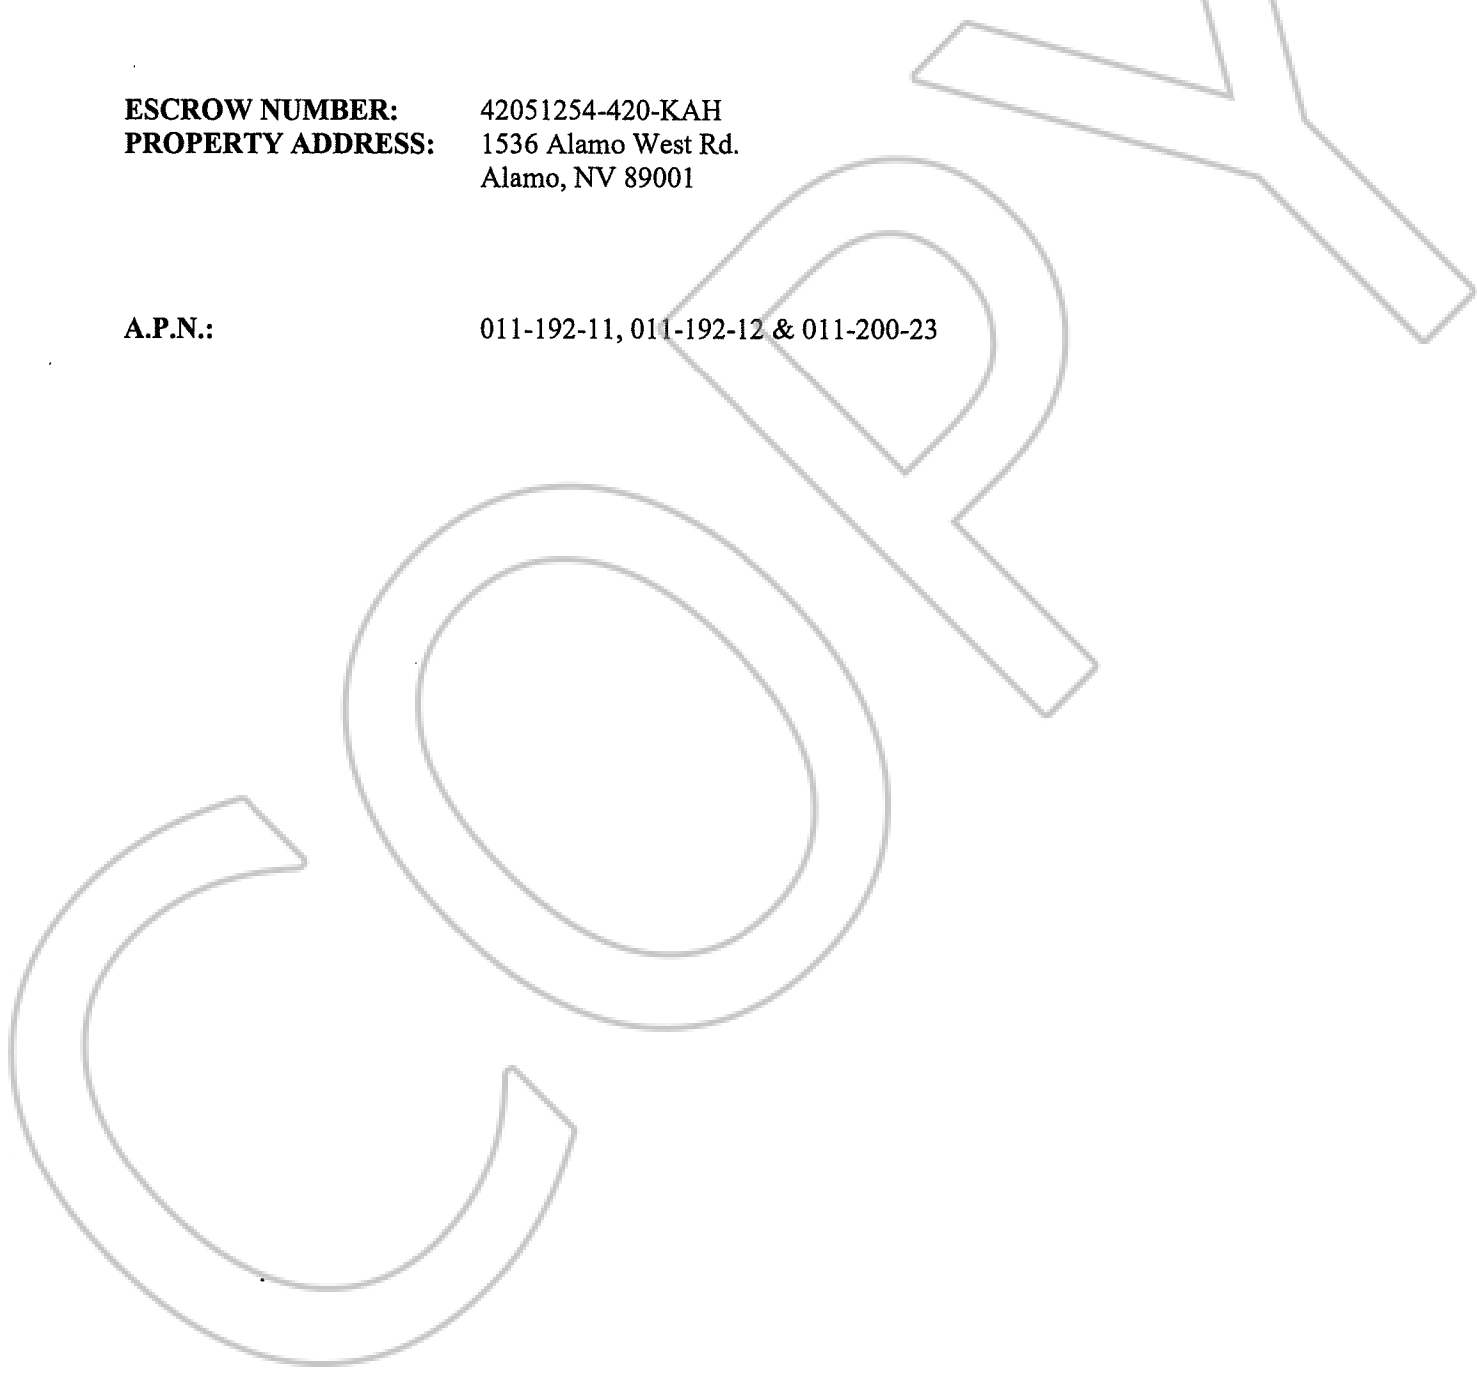 ESCROW NUMBER: 42051254-420-KAH
PROPERTY ADDRESS: 1536 Alamo West Rd.
Alamo, NV 89001
A.P.N.: 011-192-11, 011-192-12 & 011-200-23
COPY